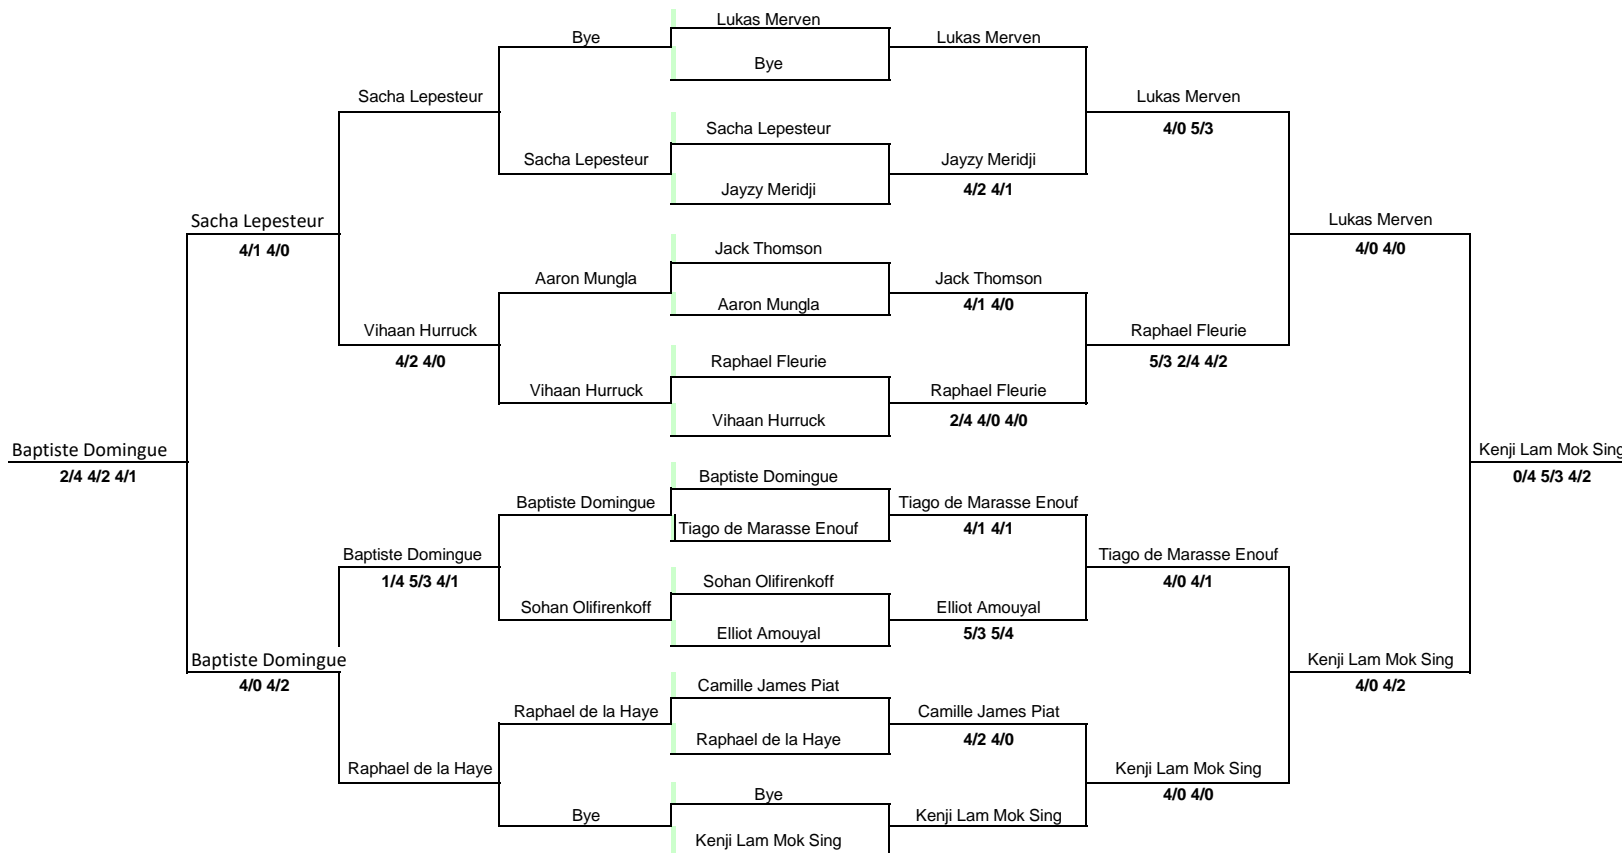 Lukas Merven
Bye
Lukas Merven
Bye
Sacha Lepesteur
Lukas Merven
4/0 5/3
Sacha Lepesteur
Sacha Lepesteur
Jayzy Meridji
4/2 4/1
Jayzy Meridji
Sacha Lepesteur
4/1 4/0
Lukas Merven
4/0 4/0
Jack Thomson
Aaron Mungla
Jack Thomson
4/1 4/0
Aaron Mungla
Vihaan Hurruck
4/2 4/0
Raphael Fleurie
5/3 2/4 4/2
Raphael Fleurie
Vihaan Hurruck
Raphael Fleurie
2/4 4/0 4/0
Vihaan Hurruck
Baptiste Domingue
2/4 4/2 4/1
Kenji Lam Mok Sing
0/4 5/3 4/2
Baptiste Domingue
Baptiste Domingue
Tiago de Marasse Enouf
4/1 4/1
Tiago de Marasse Enouf
Baptiste Domingue
1/4 5/3 4/1
Tiago de Marasse Enouf
4/0 4/1
Sohan Olifirenkoff
Sohan Olifirenkoff
Elliot Amouyal
5/3 5/4
Elliot Amouyal
Baptiste Domingue
4/0 4/2
Kenji Lam Mok Sing
4/0 4/2
Camille James Piat
Raphael de la Haye
Camille James Piat
4/2 4/0
Raphael de la Haye
Raphael de la Haye
Kenji Lam Mok Sing
4/0 4/0
Bye
Bye
Kenji Lam Mok Sing
Kenji Lam Mok Sing